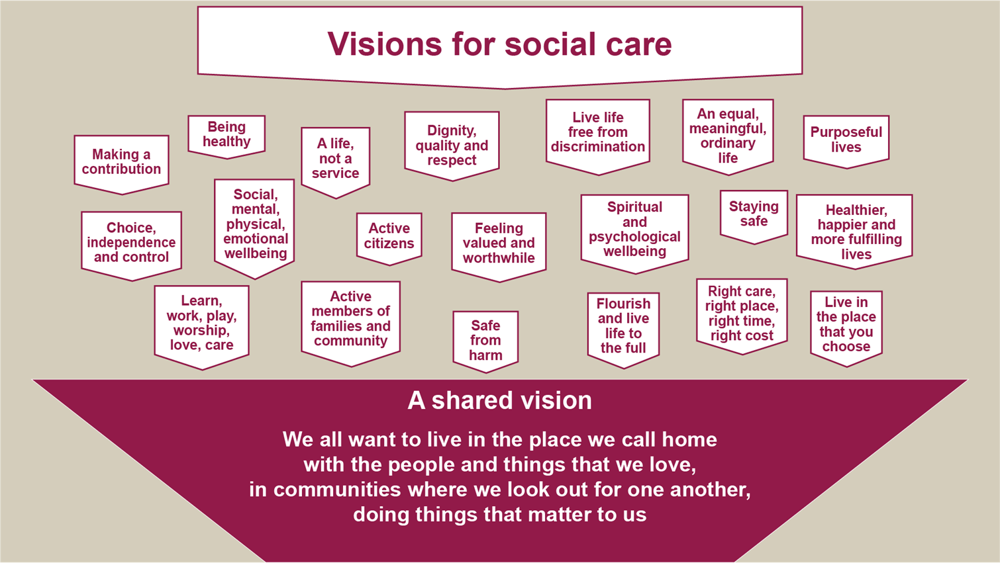 Visions for social care
Making a
contribution
Being
healthy
A life,
not a
service
Dignity,
quality and
respect
Live life
free from
discrimination
An equal,
meaningful,
ordinary
life
Purposeful
lives
Choice,
independence
and control
Social,
mental,
physical,
emotional
wellbeing
Active
citizens
Feeling
valued and
worthwhile
Spiritual
and
psychological
wellbeing
Staying
safe
Healthier,
happier and
more fulfilling
lives
Learn,
work, play,
worship,
love, care
Active
members of
families and
community
Safe
from
harm
Flourish
and live
life to
the full
Right care,
right place,
right time,
right cost
Live in
the place
that you
choose
A shared vision
We all want to live in the place we call home
with the people and things that we love,
in communities where we look out for one another,
doing things that matter to us